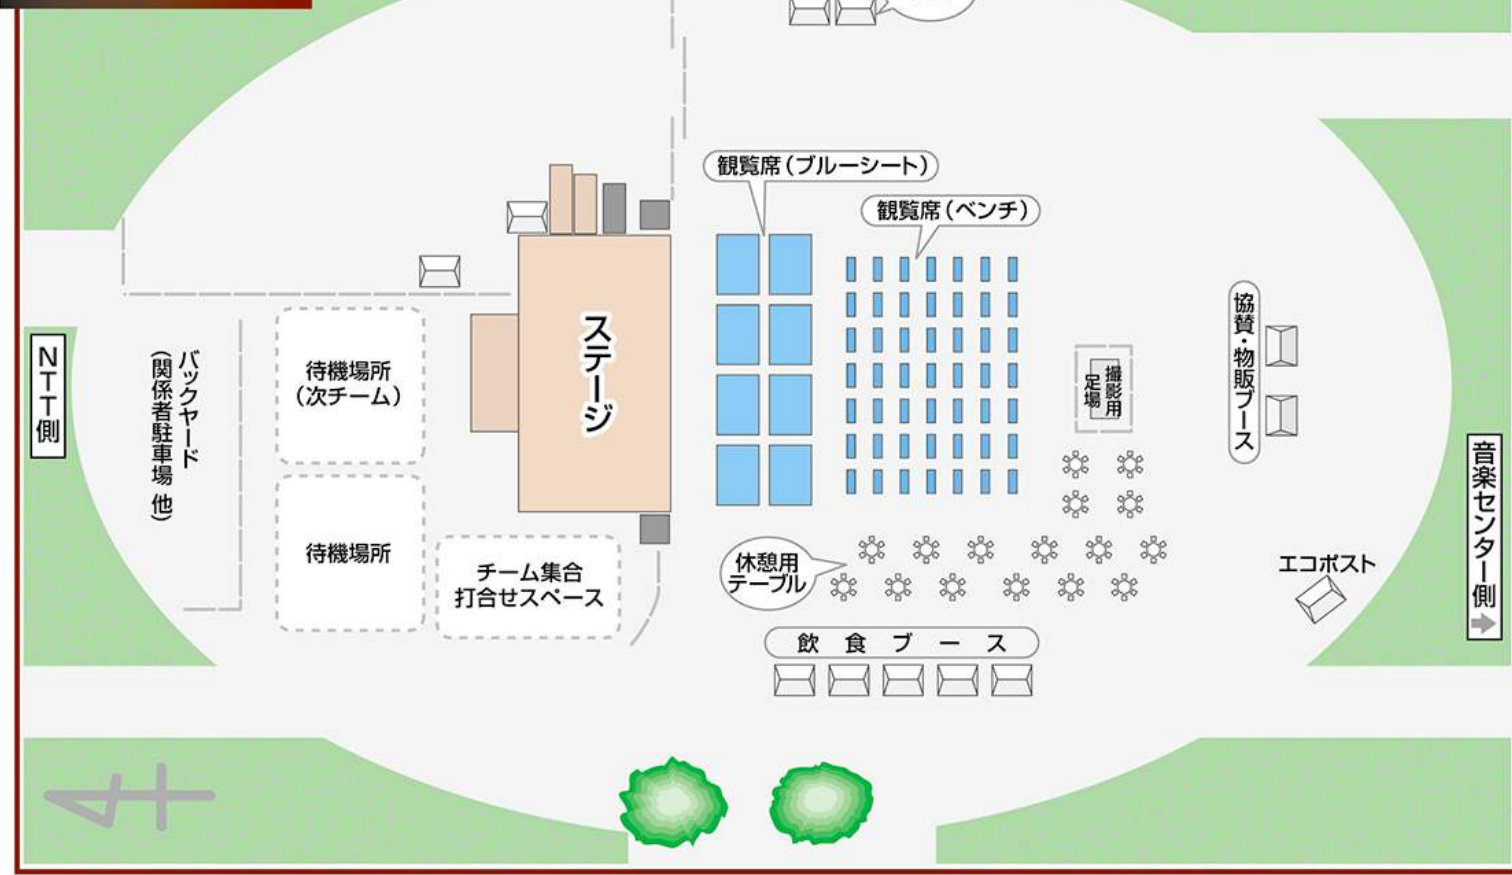 観覧席（ブルーシート）
観覧席（ベンチ）
ステージ
待機場所
（次チーム）
待機場所
チーム集合
打合せスペース
バックヤード
（関係者駐車場 他）
NTT側
撮影用
足場
協賛・物販ブース
音楽センター側
エコポスト
休憩用
テーブル
飲食ブース